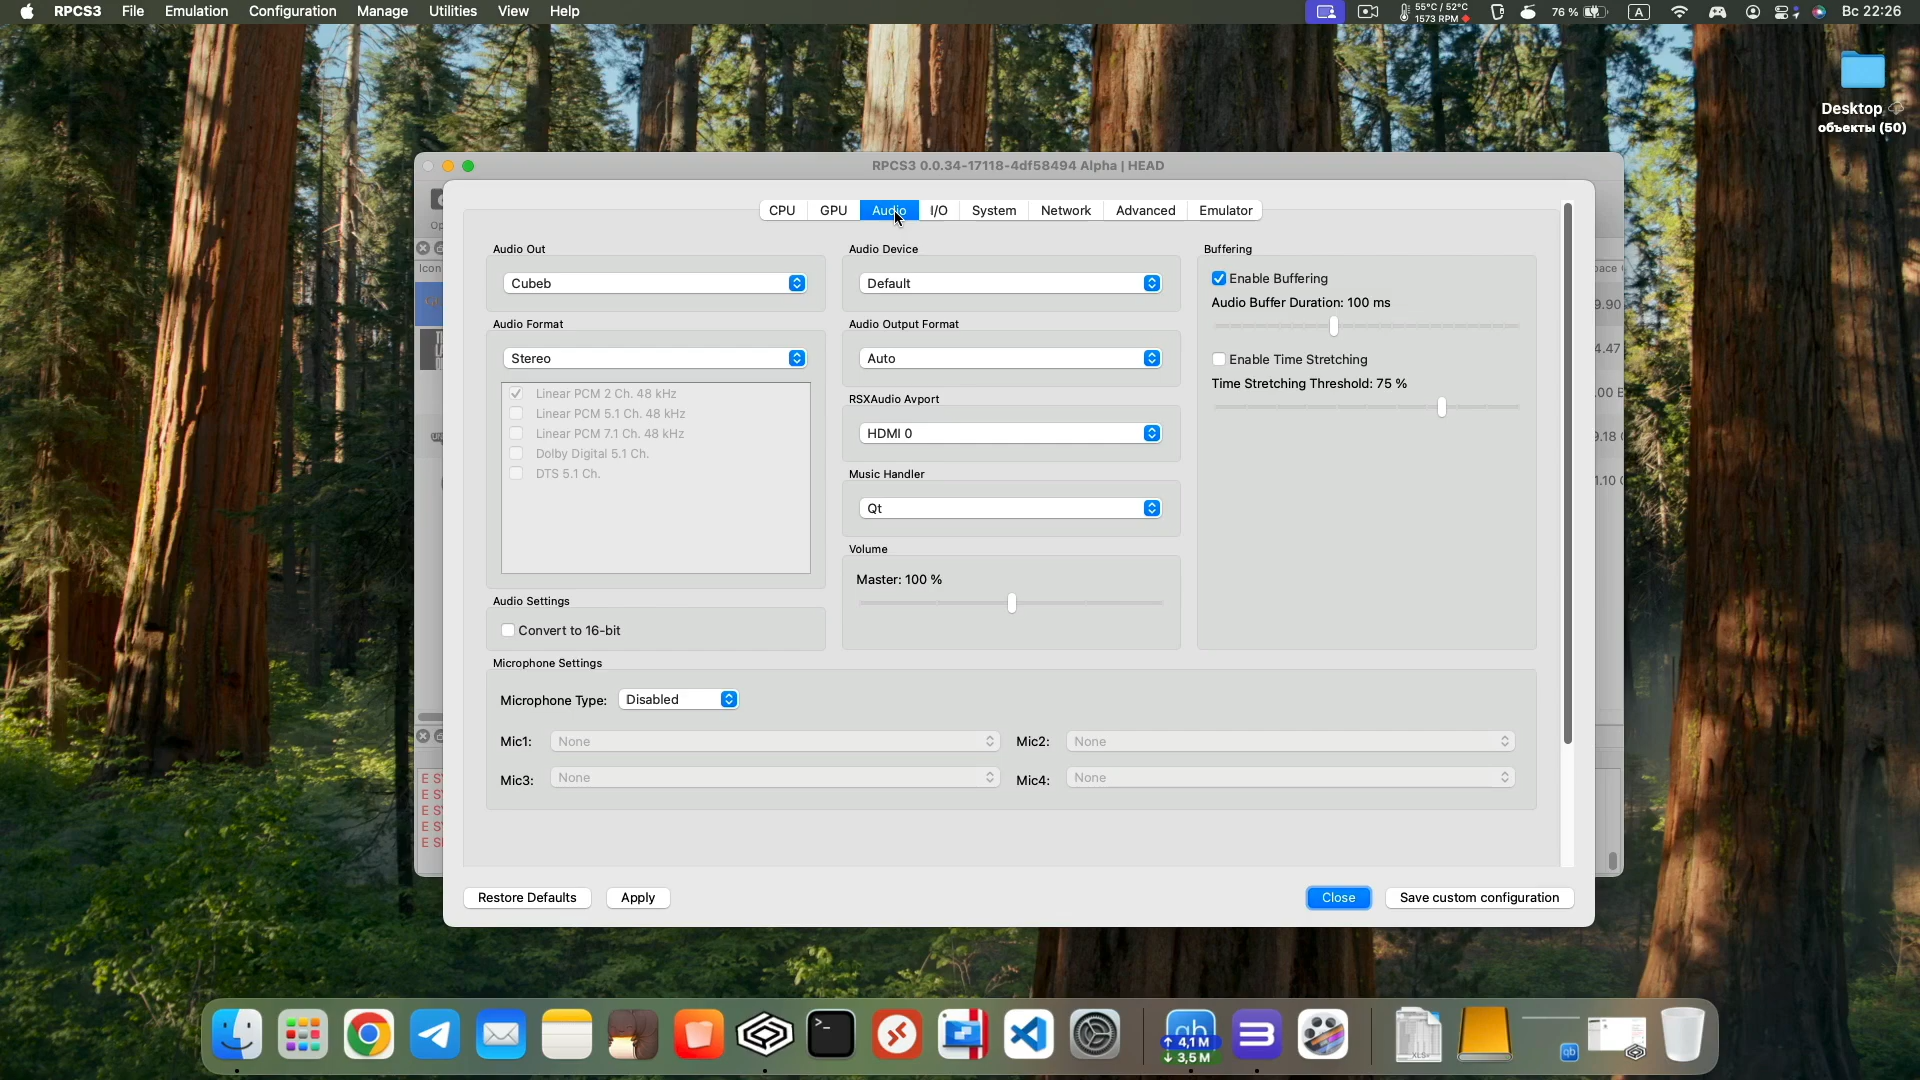 RPCS3 File Emulation Configuration Manage Utilities View Help
55°C / 52°C
1573 RPM
76 %
A
Вс 22:26
Desktop
объекты (50)
RPCS3 0.0.34-17118-4df58494 Alpha | HEAD
CPU GPU Audio I/O System Network Advanced Emulator
Icon
Audio Out
Cubeb
Audio Format
Stereo
Linear PCM 2 Ch. 48 kHz
Linear PCM 5.1 Ch. 48 kHz
Linear PCM 7.1 Ch. 48 kHz
Dolby Digital 5.1 Ch.
DTS 5.1 Ch.
Audio Settings
Convert to 16-bit
Audio Device
Default
Audio Output Format
Auto
RSXAudio Avport
HDMI 0
Music Handler
Qt
Volume
Master: 100 %
Buffering
Enable Buffering
Audio Buffer Duration: 100 ms
Enable Time Stretching
Time Stretching Threshold: 75 %
Microphone Settings
Microphone Type: Disabled
Mic1: None Mic2: None
Mic3: None Mic4: None
Restore Defaults Apply Close Save custom configuration
qb
↑ 4,1 M
↓ 3,5 M
XLS
qb